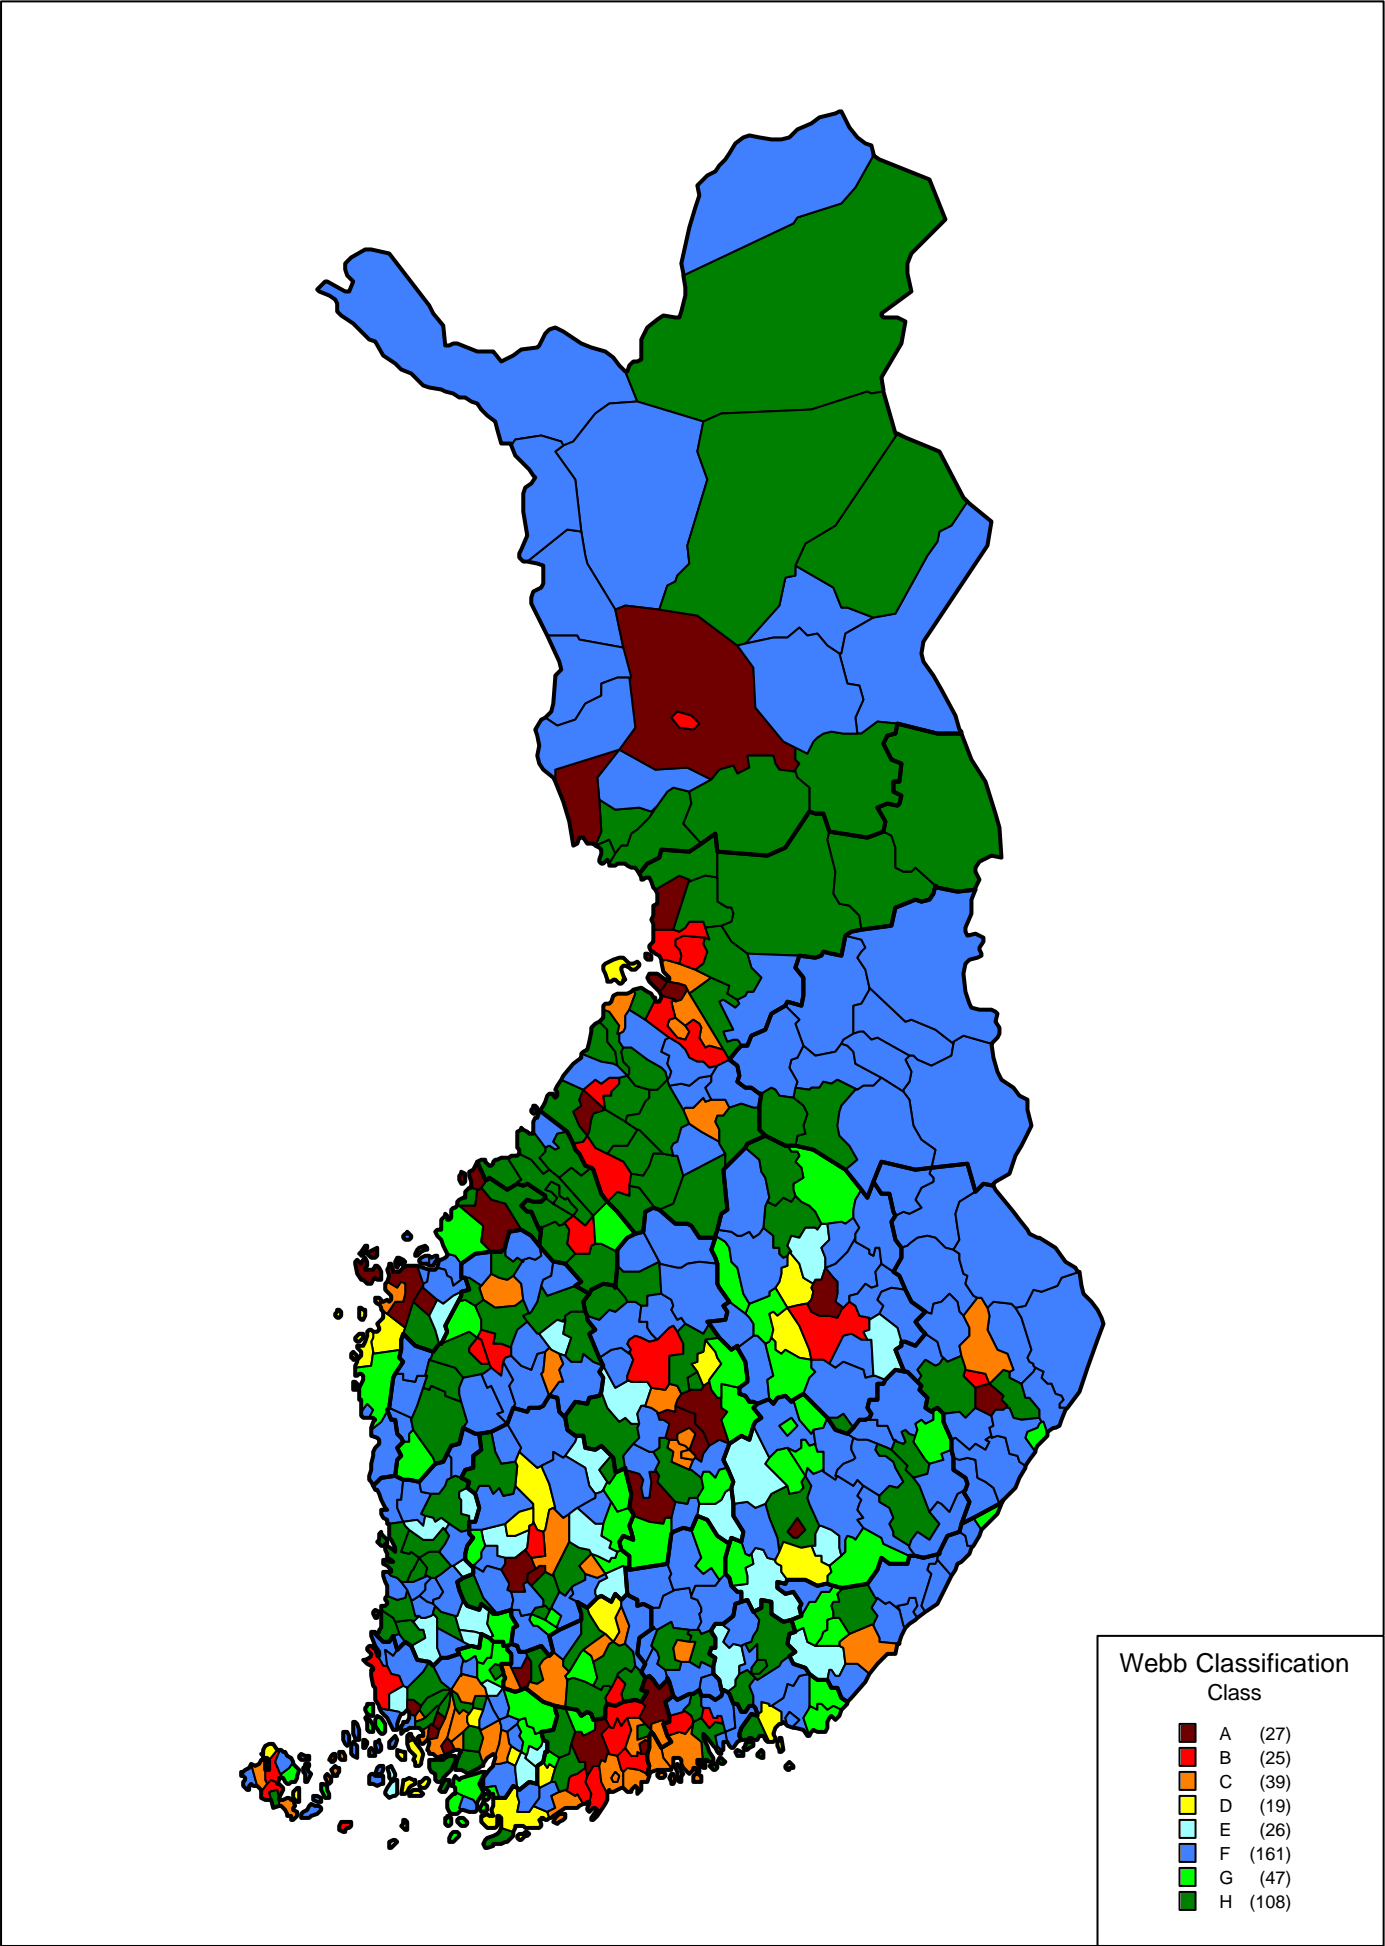 Webb Classification
Class
A (27)
B (25)
C (39)
D (19)
E (26)
F (161)
G (47)
H (108)